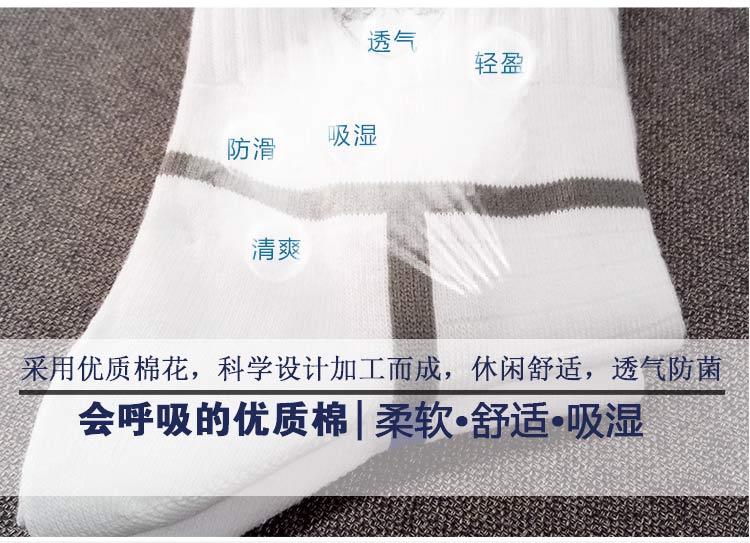 透气
轻盈
吸湿
防滑
清爽
采用优质棉花，科学设计加工而成，休闲舒适，透气防菌
会呼吸的优质棉|柔软•舒适•吸湿